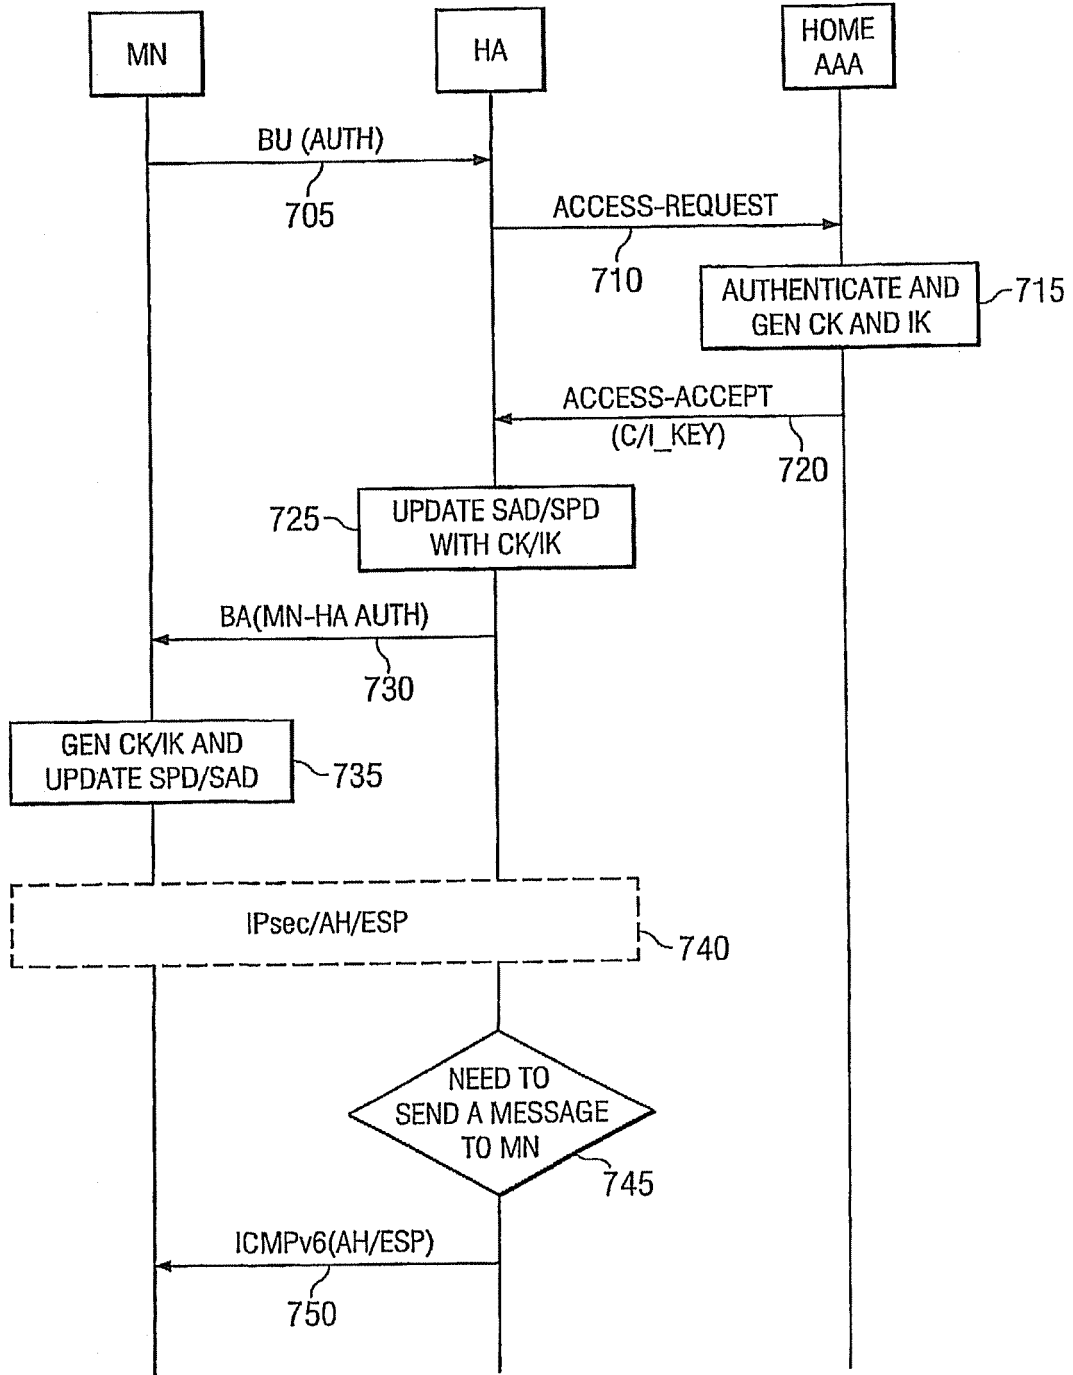 MN
HA
HOME
AAA
BU (AUTH)
705
ACCESS-REQUEST
710
AUTHENTICATE AND
GEN CK AND IK
715
ACCESS-ACCEPT
(C/I_KEY)
720
725
UPDATE SAD/SPD
WITH CK/IK
BA(MN-HA AUTH)
730
GEN CK/IK AND
UPDATE SPD/SAD
735
IPsec/AH/ESP
740
NEED TO
SEND A MESSAGE
TO MN
745
ICMPv6(AH/ESP)
750